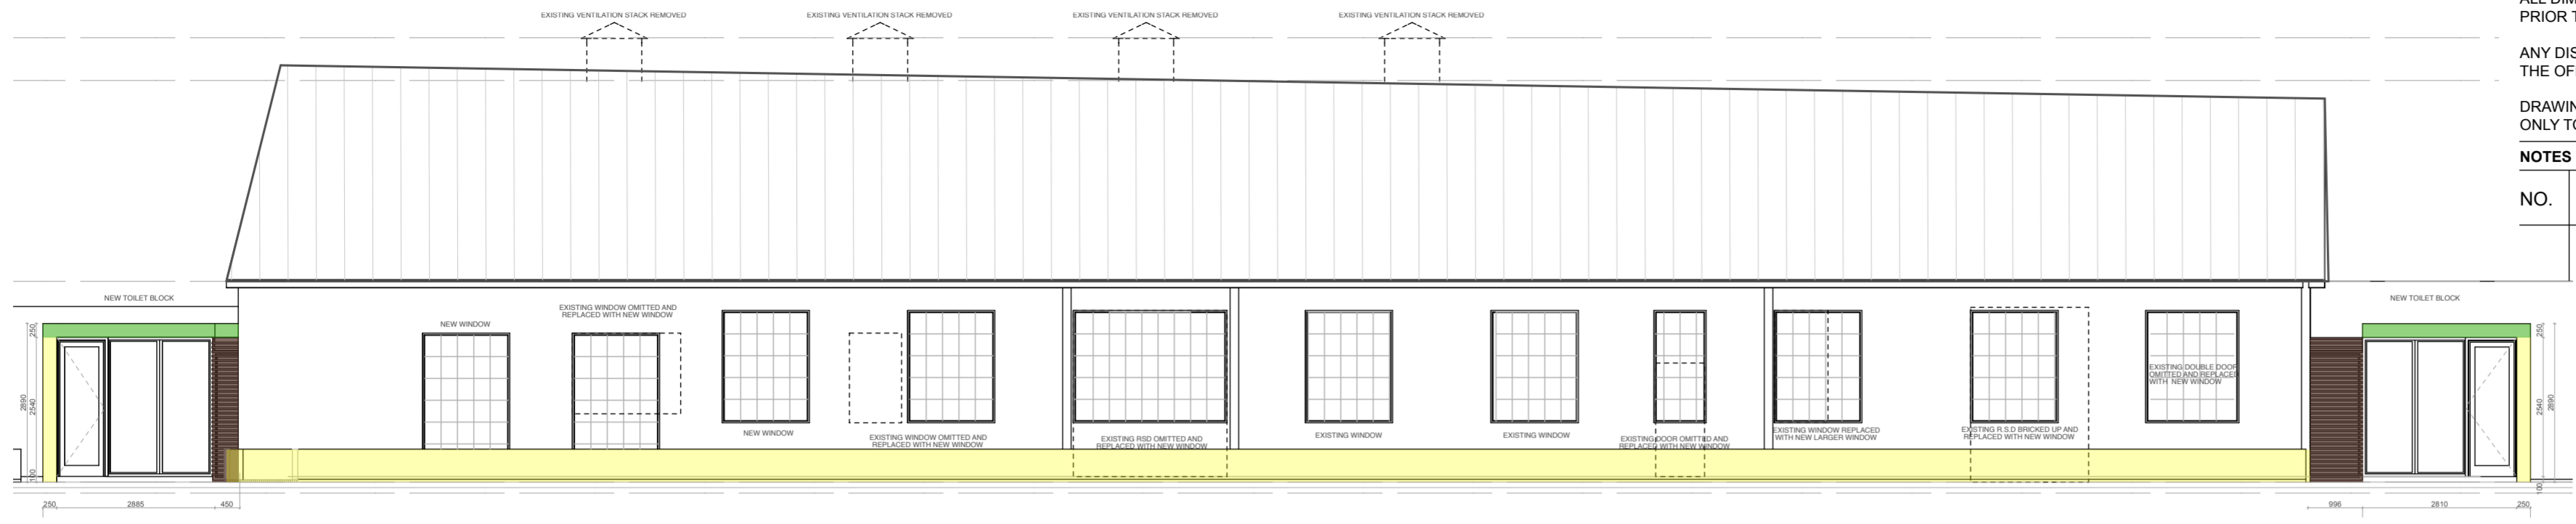 EXISTING VENTILATION STACK REMOVED
EXISTING VENTILATION STACK REMOVED
EXISTING VENTILATION STACK REMOVED
EXISTING VENTILATION STACK REMOVED
PRIOR T
ANY DIS
THE OF
DRAWIN
ONLY TO
NOTES
NO.
NEW TOILET BLOCK
NEW WINDOW
EXISTING WINDOW OMITTED AND
REPLACED WITH NEW WINDOW
NEW WINDOW
EXISTING WINDOW OMITTED AND
REPLACED WITH NEW WINDOW
EXISTING RSD OMITTED AND
REPLACED WITH NEW WINDOW
EXISTING WINDOW
EXISTING WINDOW
EXISTING DOOR OMITTED AND
REPLACED WITH NEW WINDOW
EXISTING WINDOW REPLACED
WITH NEW LARGER WINDOW
EXISTING R.S.D BRICKED UP AND
REPLACED WITH NEW WINDOW
EXISTING DOUBLE DOOR
OMITTED AND REPLACED
WITH NEW WINDOW
NEW TOILET BLOCK
250
2890
2540
100
250
2885
450
250
2540
2890
100
996
2810
250